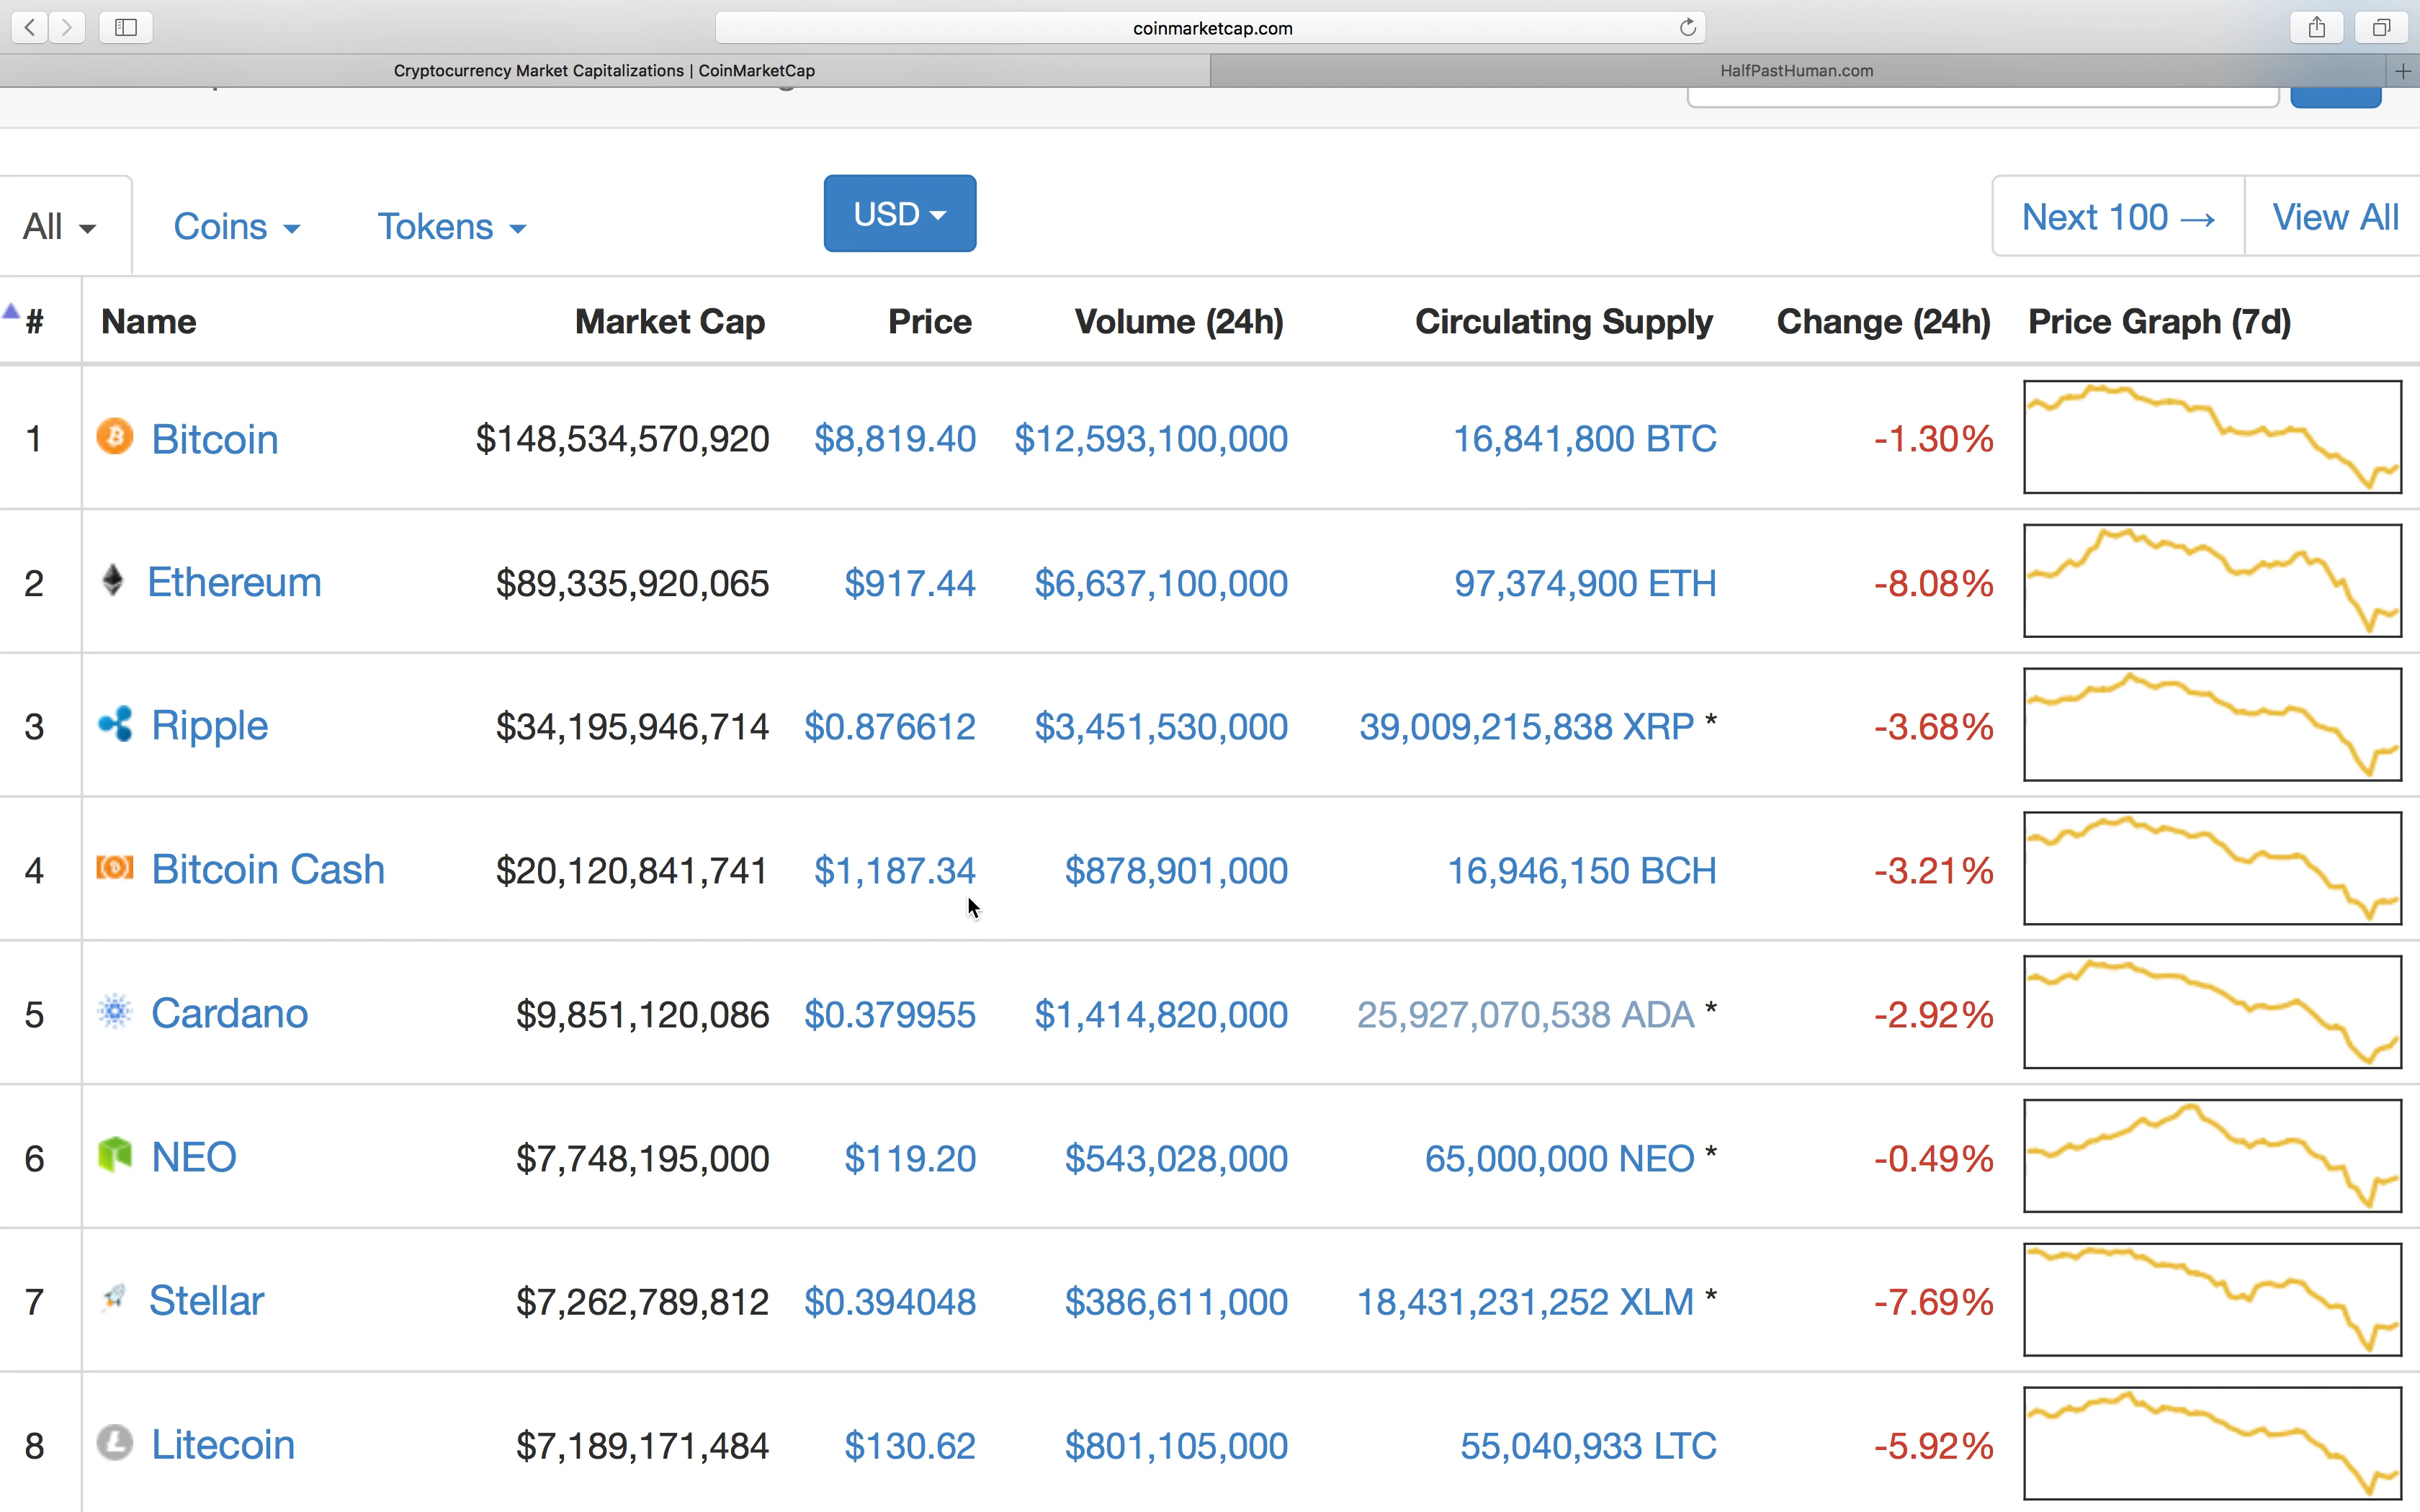 coinmarketcap.com
Cryptocurrency Market Capitalizations | CoinMarketCap
HalfPastHuman.com
All
Coins
Tokens
USD
Next 100 →
View All
# Name Market Cap Price Volume (24h) Circulating Supply Change (24h) Price Graph (7d)
1 Bitcoin $148,534,570,920 $8,819.40 $12,593,100,000 16,841,800 BTC -1.30%
2 Ethereum $89,335,920,065 $917.44 $6,637,100,000 97,374,900 ETH -8.08%
3 Ripple $34,195,946,714 $0.876612 $3,451,530,000 39,009,215,838 XRP * -3.68%
4 Bitcoin Cash $20,120,841,741 $1,187.34 $878,901,000 16,946,150 BCH -3.21%
5 Cardano $9,851,120,086 $0.379955 $1,414,820,000 25,927,070,538 ADA * -2.92%
6 NEO $7,748,195,000 $119.20 $543,028,000 65,000,000 NEO * -0.49%
7 Stellar $7,262,789,812 $0.394048 $386,611,000 18,431,231,252 XLM * -7.69%
8 Litecoin $7,189,171,484 $130.62 $801,105,000 55,040,933 LTC -5.92%